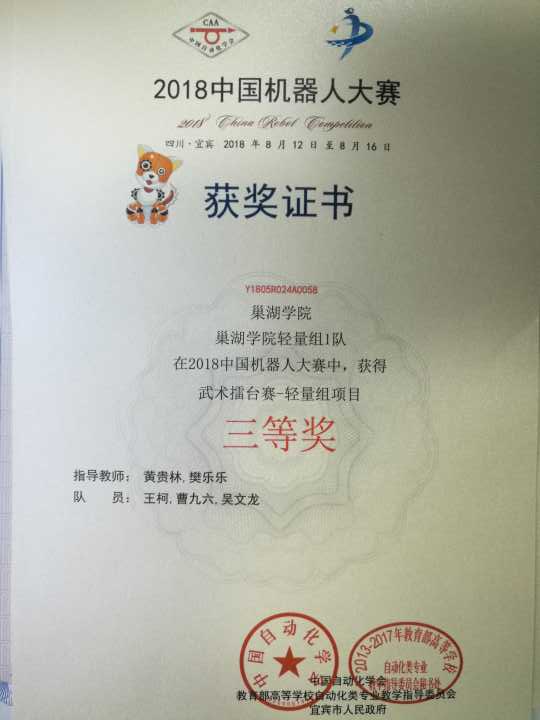 CAA
中国自动化学会
2018中国机器人大赛
2018 China Robot Competition
四川·宜宾 2018 年 8 月 12 日 至 8 月 16 日
获奖证书
Y1805R024A0058
巢湖学院
巢湖学院轻量组1队
在2018中国机器人大赛中，获得
武术擂台赛-轻量组项目
三等奖
指导教师： 黄贵林,樊乐乐
队 员： 王柯,曹九六,吴文龙
中国自动化学会
2013-2017年教育部高等学校
自动化类专业
教学指导委员会秘书处
中国自动化学会
教育部高等学校自动化类专业教学指导委员会
宜宾市人民政府